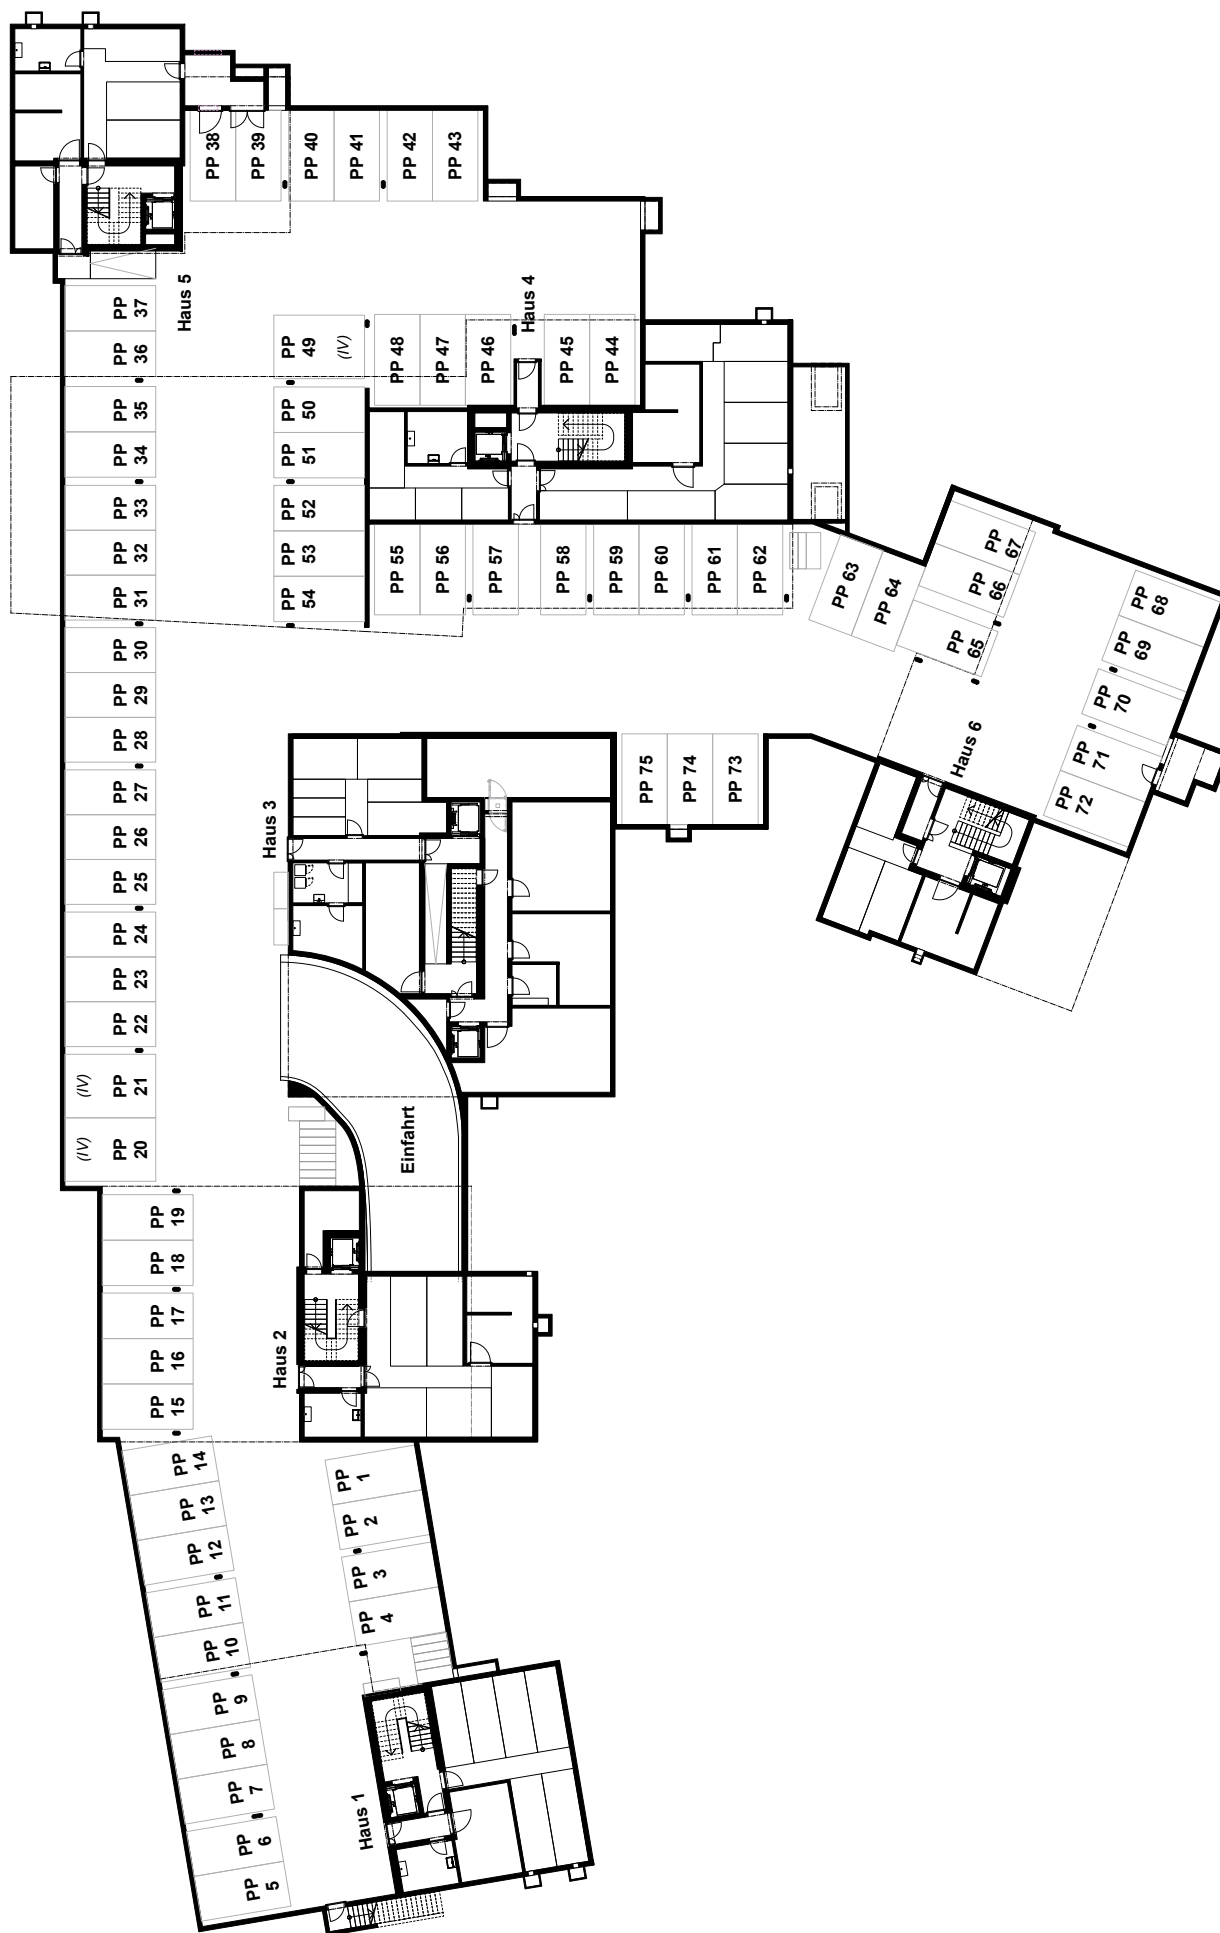 PP 38
PP 39
PP 40
PP 41
PP 42
PP 43
Haus 5
Haus 4
PP
37
PP
36
PP
35
PP
34
PP
33
PP
32
PP
31
PP
30
PP
29
PP
28
PP
27
PP
26
PP
25
PP
24
PP
23
PP
22
PP
21
(IV)
PP
20
(IV)
PP
49
(IV)
PP
50
PP
51
PP
52
PP
53
PP
54
PP 48
PP 47
PP 46
PP 45
PP 44
PP 55
PP 56
PP 57
PP 58
PP 59
PP 60
PP 61
PP 62
PP 63
PP 64
PP
65
PP
66
PP
67
PP
68
PP
69
PP
70
PP
71
PP
72
Haus 6
PP 75
PP 74
PP 73
Haus 3
Einfahrt
PP
19
PP
18
PP
17
PP
16
PP
15
Haus 2
PP
14
PP
13
PP
12
PP
11
PP
10
PP
9
PP
8
PP
7
PP
6
PP
5
PP
1
PP
2
PP
3
PP
4
Haus 1